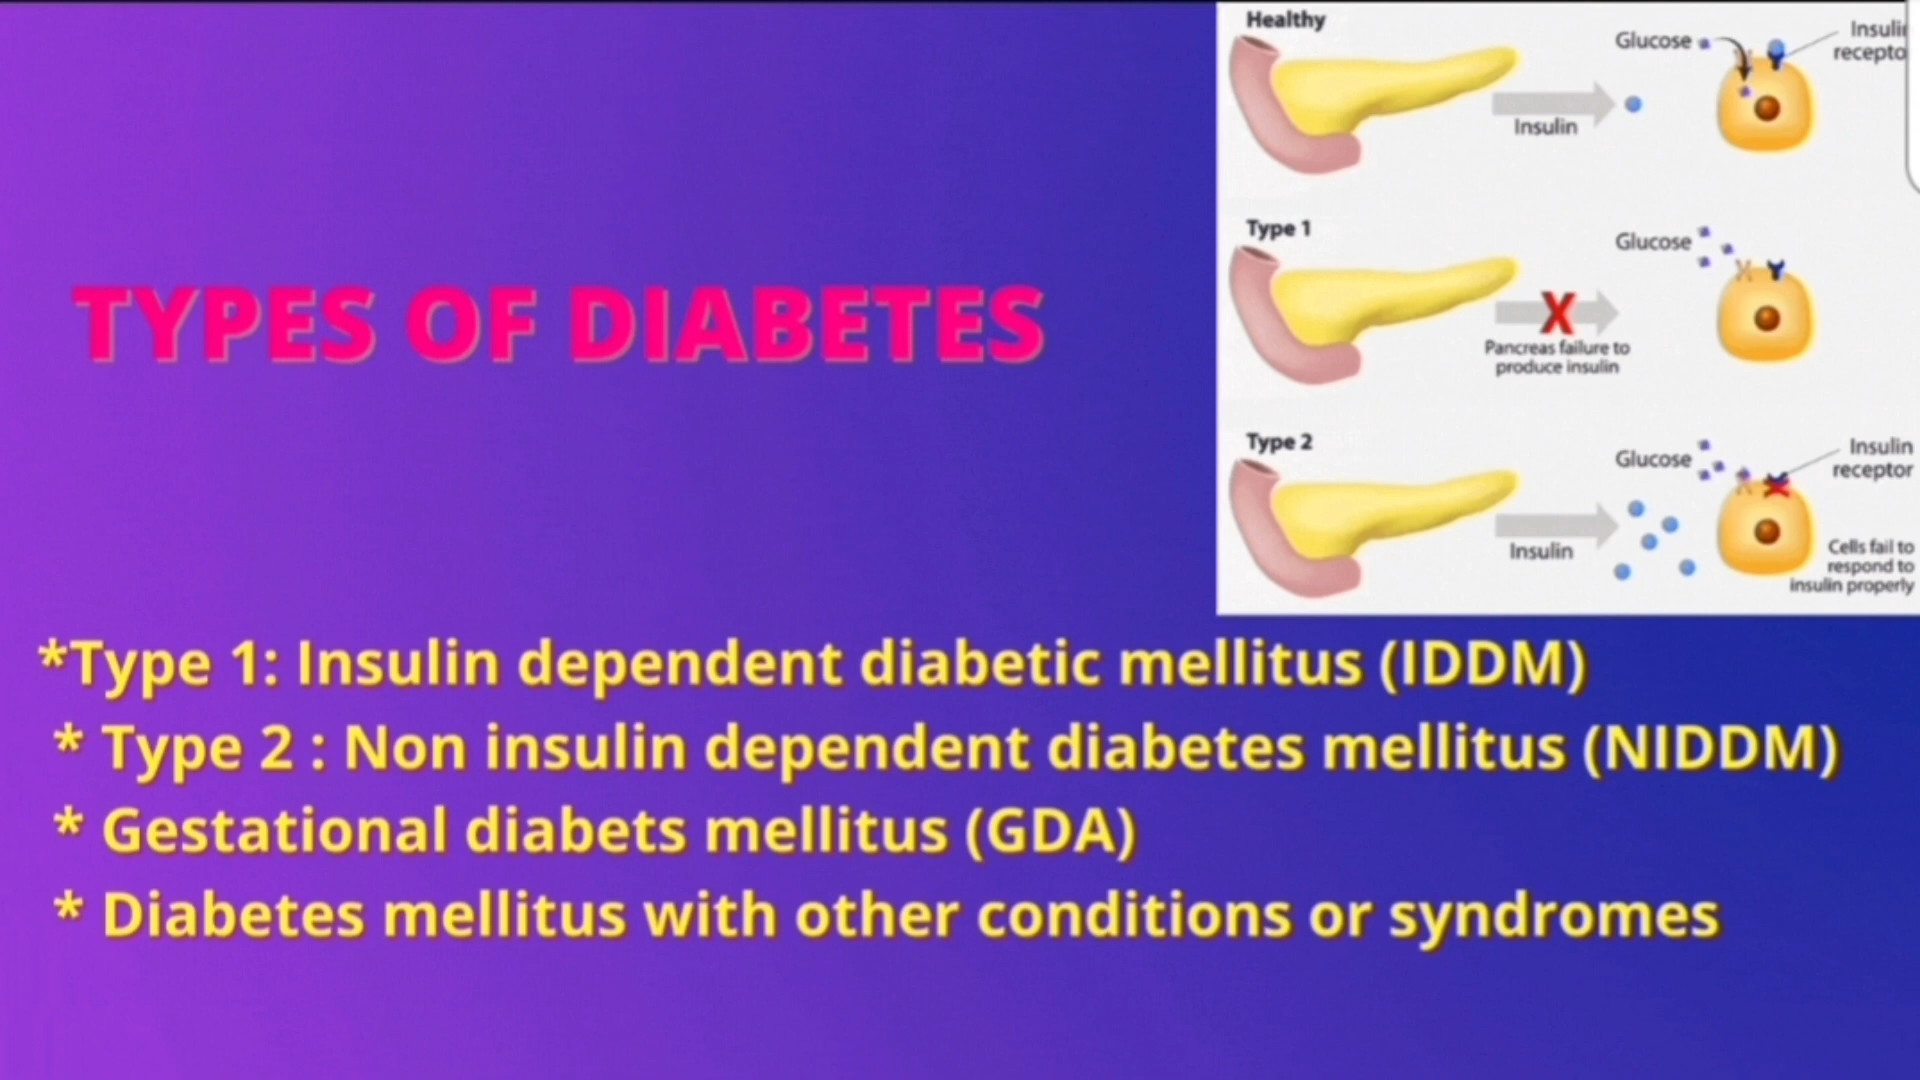 Healthy
Glucose
Insulin
receptor
Insulin
TYPES OF DIABETES
Type 1
Glucose
X
Pancreas failure to
produce insulin
Type 2
Glucose
Insulin
receptor
Insulin
Cells fail to
respond to
insulin properly
*Type 1: Insulin dependent diabetic mellitus (IDDM)
* Type 2 : Non insulin dependent diabetes mellitus (NIDDM)
* Gestational diabets mellitus (GDA)
* Diabetes mellitus with other conditions or syndromes